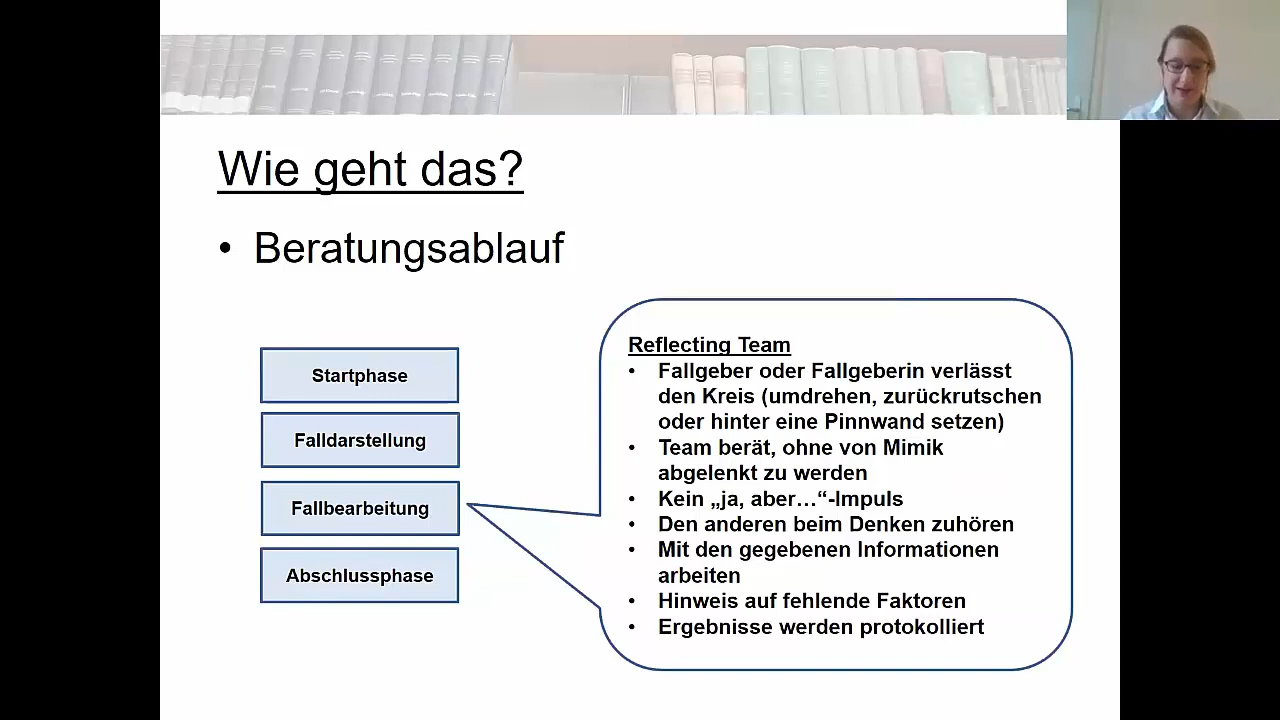 Wie geht das?
• Beratungsablauf
Startphase
Falldarstellung
Fallbearbeitung
Abschlussphase
Reflecting Team
• Fallgeber oder Fallgeberin verlässt
den Kreis (umdrehen, zurückrutschen
oder hinter eine Pinnwand setzen)
• Team berät, ohne von Mimik
abgelenkt zu werden
• Kein „ja, aber…“-Impuls
• Den anderen beim Denken zuhören
• Mit den gegebenen Informationen
arbeiten
• Hinweis auf fehlende Faktoren
• Ergebnisse werden protokolliert